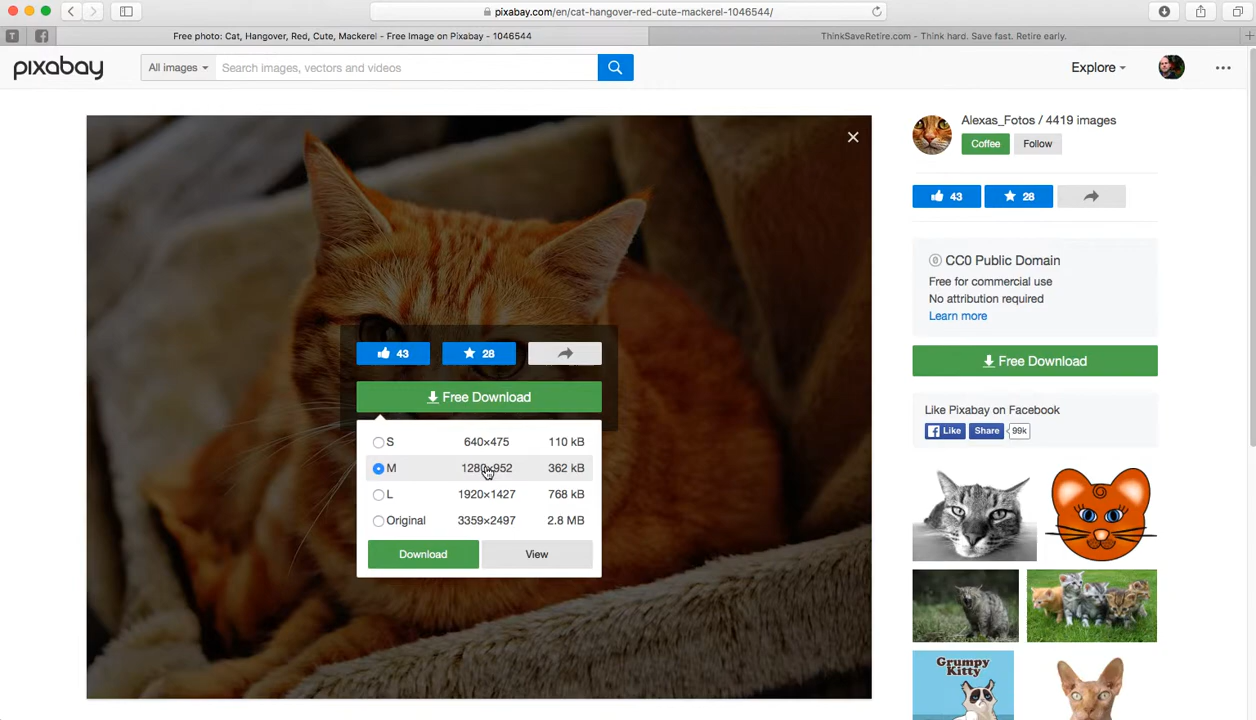 pixabay.com/en/cat-hangover-red-cute-mackerel-1046544/
T
Free photo: Cat, Hangover, Red, Cute, Mackerel - Free Image on Pixabay - 1046544
ThinkSaveRetire.com - Think hard. Save fast. Retire early.
pixabay
All images
Search images, vectors and videos
Explore
Alexas_Fotos / 4419 images
Coffee
Follow
43
28
CC0 Public Domain
Free for commercial use
No attribution required
Learn more
Free Download
Like Pixabay on Facebook
Like
Share
99k
43
28
Free Download
S 640×475 110 kB
M 1280×952 362 kB
L 1920×1427 768 kB
Original 3359×2497 2.8 MB
Download
View
Grumpy
Kitty